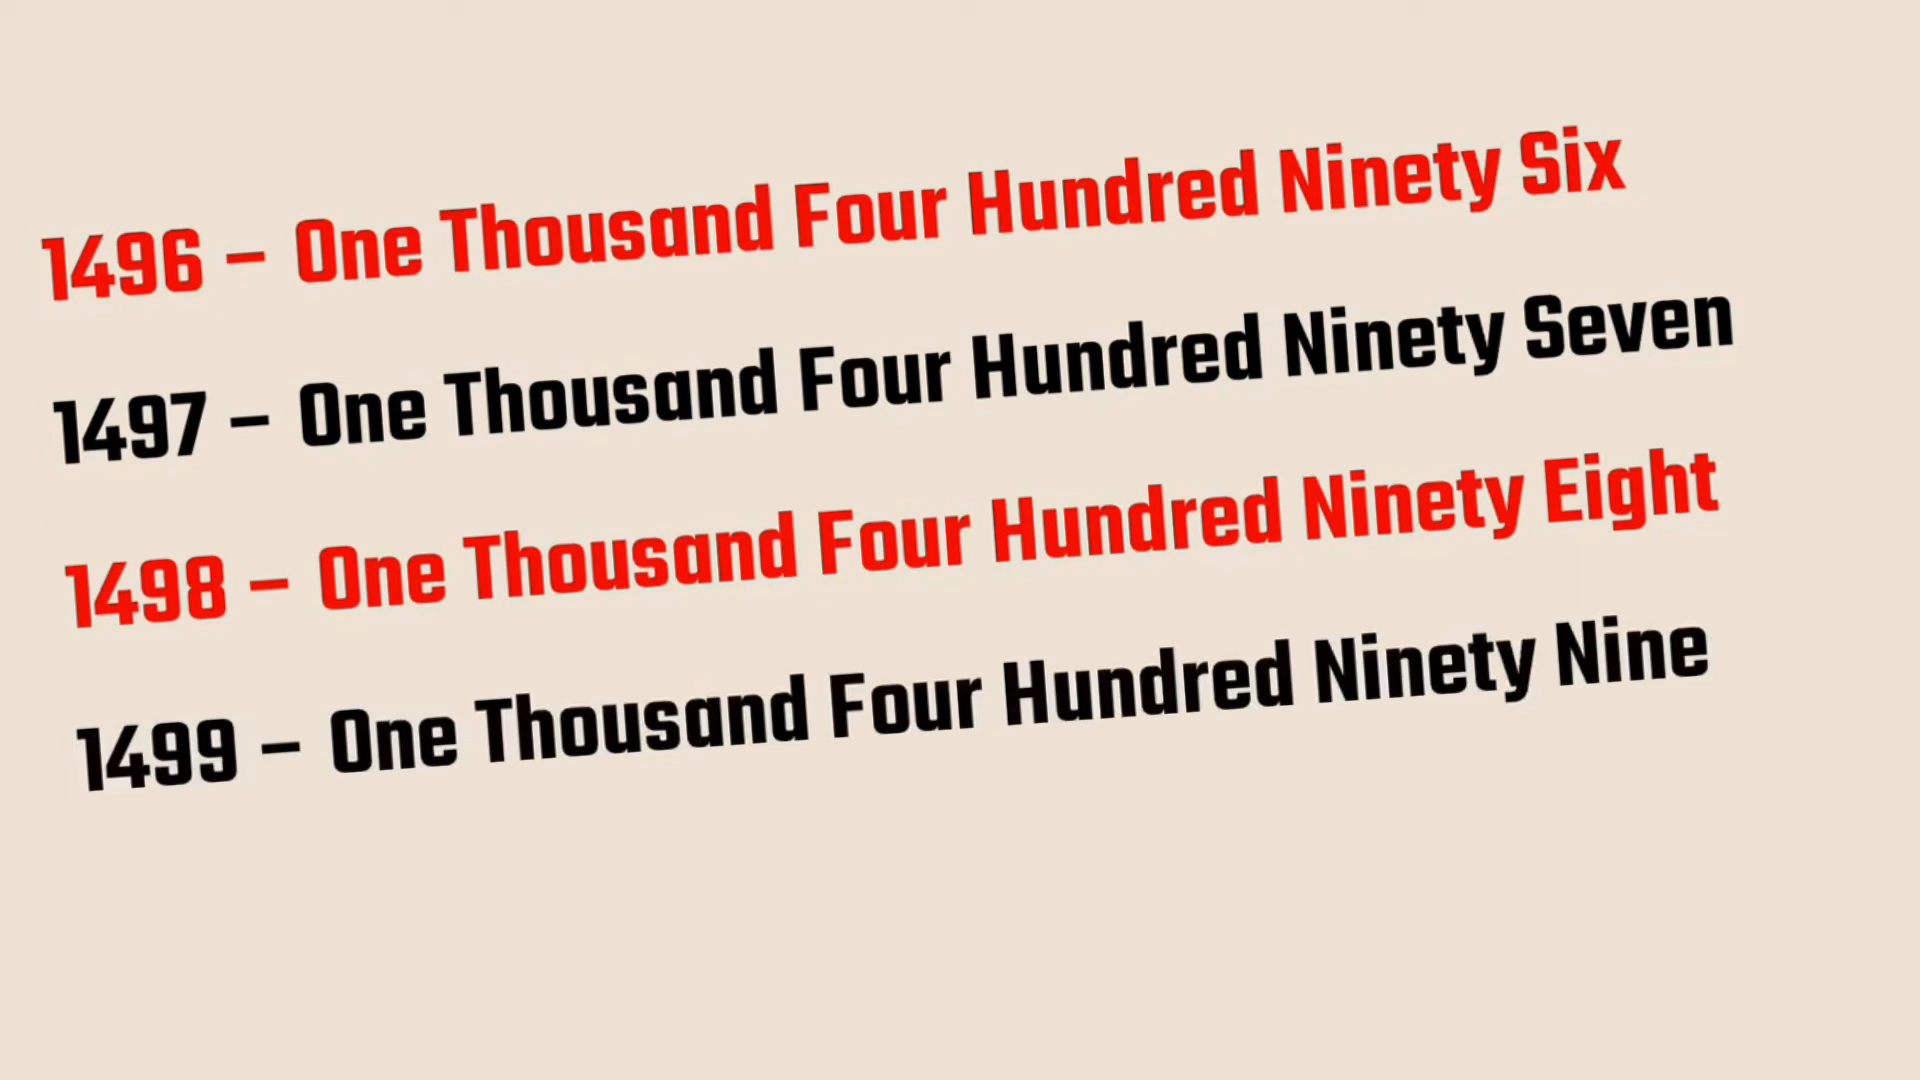 1496 – One Thousand Four Hundred Ninety Six
1497 – One Thousand Four Hundred Ninety Seven
1498 – One Thousand Four Hundred Ninety Eight
1499 – One Thousand Four Hundred Ninety Nine